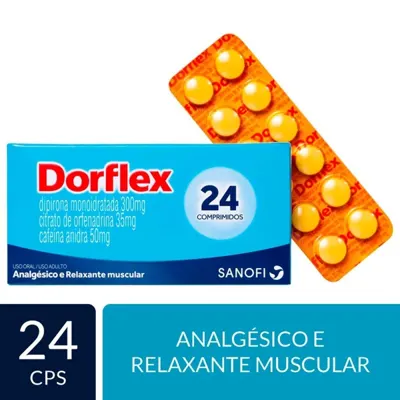 Dorflex
Dorflex
dipirona monoidratada 300mg
citrato de orfenadrina 35mg
cafeína anidra 50mg
24
COMPRIMIDOS
USO ORAL / USO ADULTO
Analgésico e Relaxante muscular
SANOFI
24
CPS
ANALGÉSICO E
RELAXANTE MUSCULAR